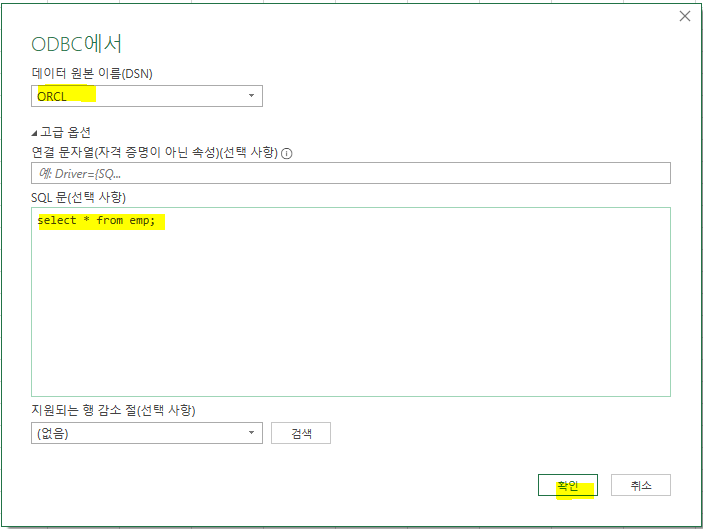 ODBC에서
데이터 원본 이름(DSN)
ORCL
고급 옵션
연결 문자열(자격 증명이 아닌 속성)(선택 사항)
예: Driver={SQ...
SQL 문(선택 사항)
select * from emp;
지원되는 행 감소 절(선택 사항)
(없음)
검색
확인
취소